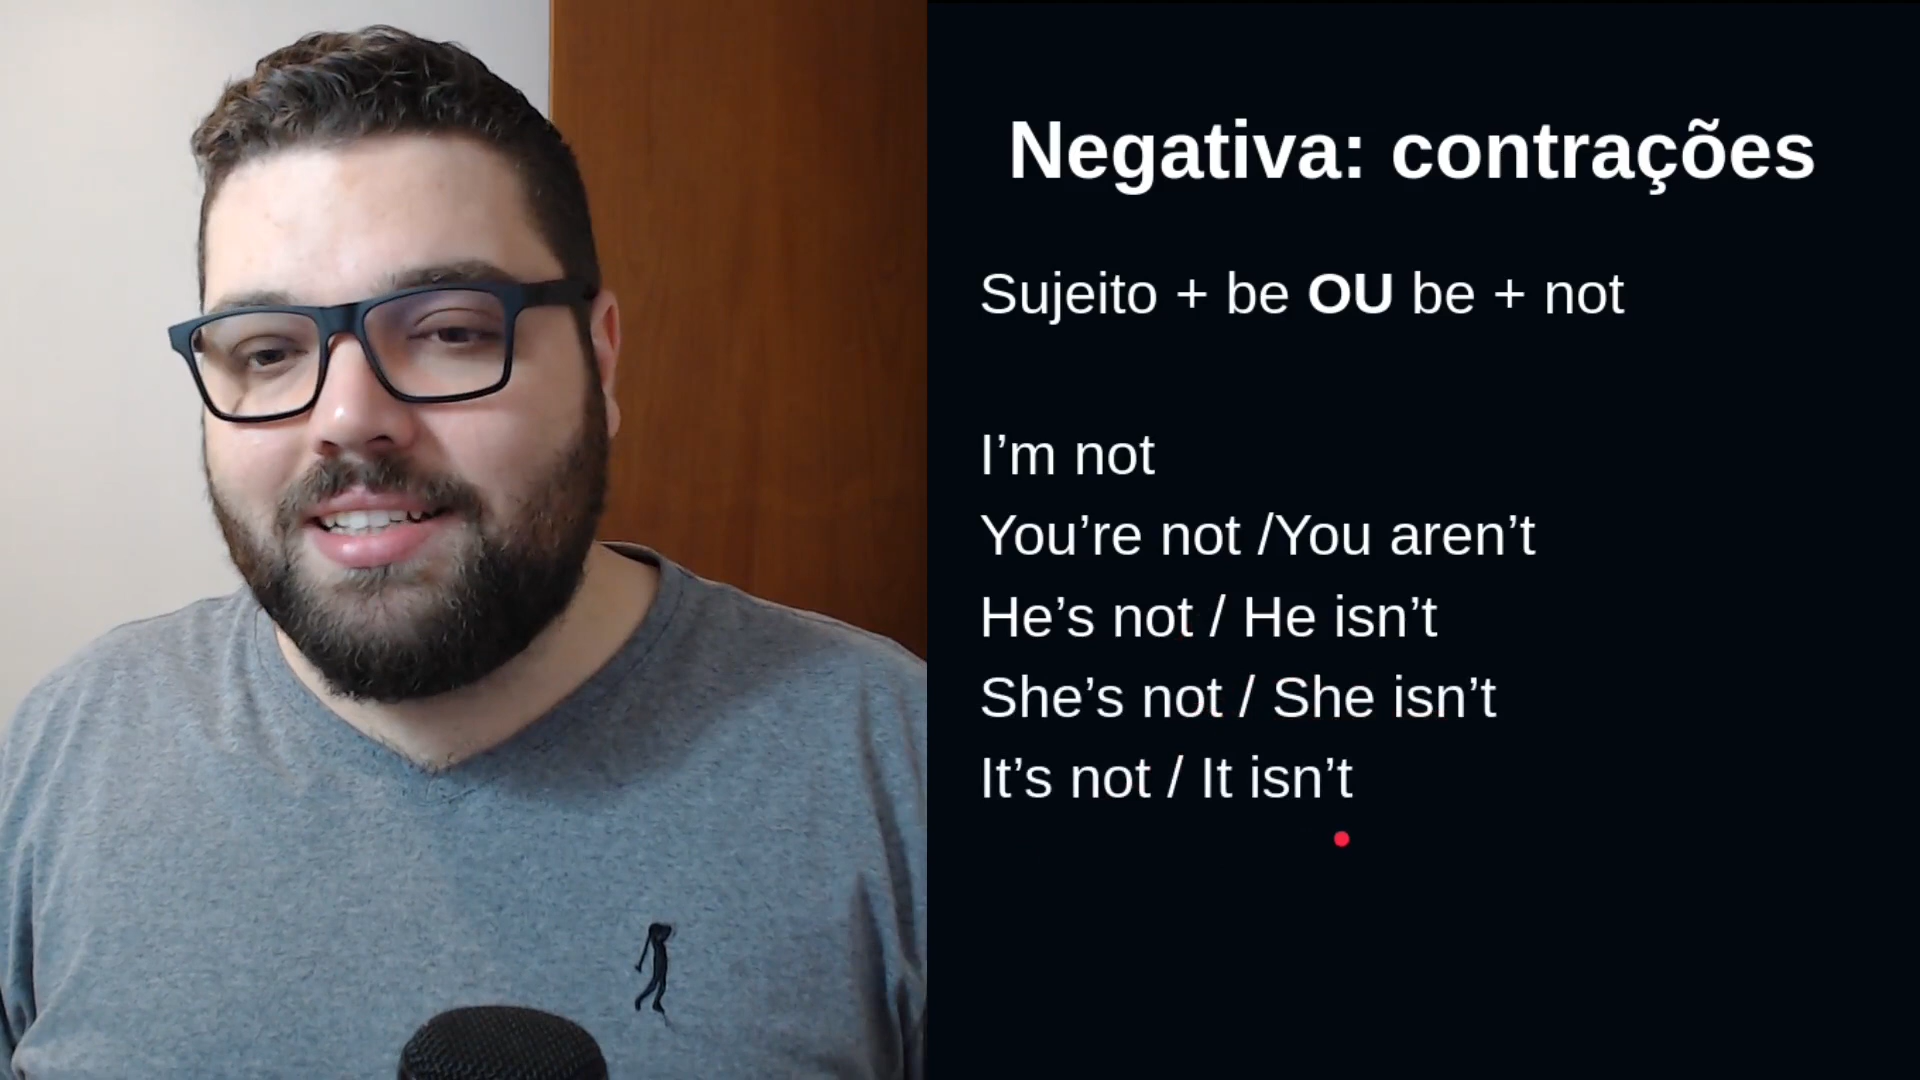 Negativa: contrações
Sujeito + be OU be + not
I’m not
You’re not /You aren’t
He’s not / He isn’t
She’s not / She isn’t
It’s not / It isn’t